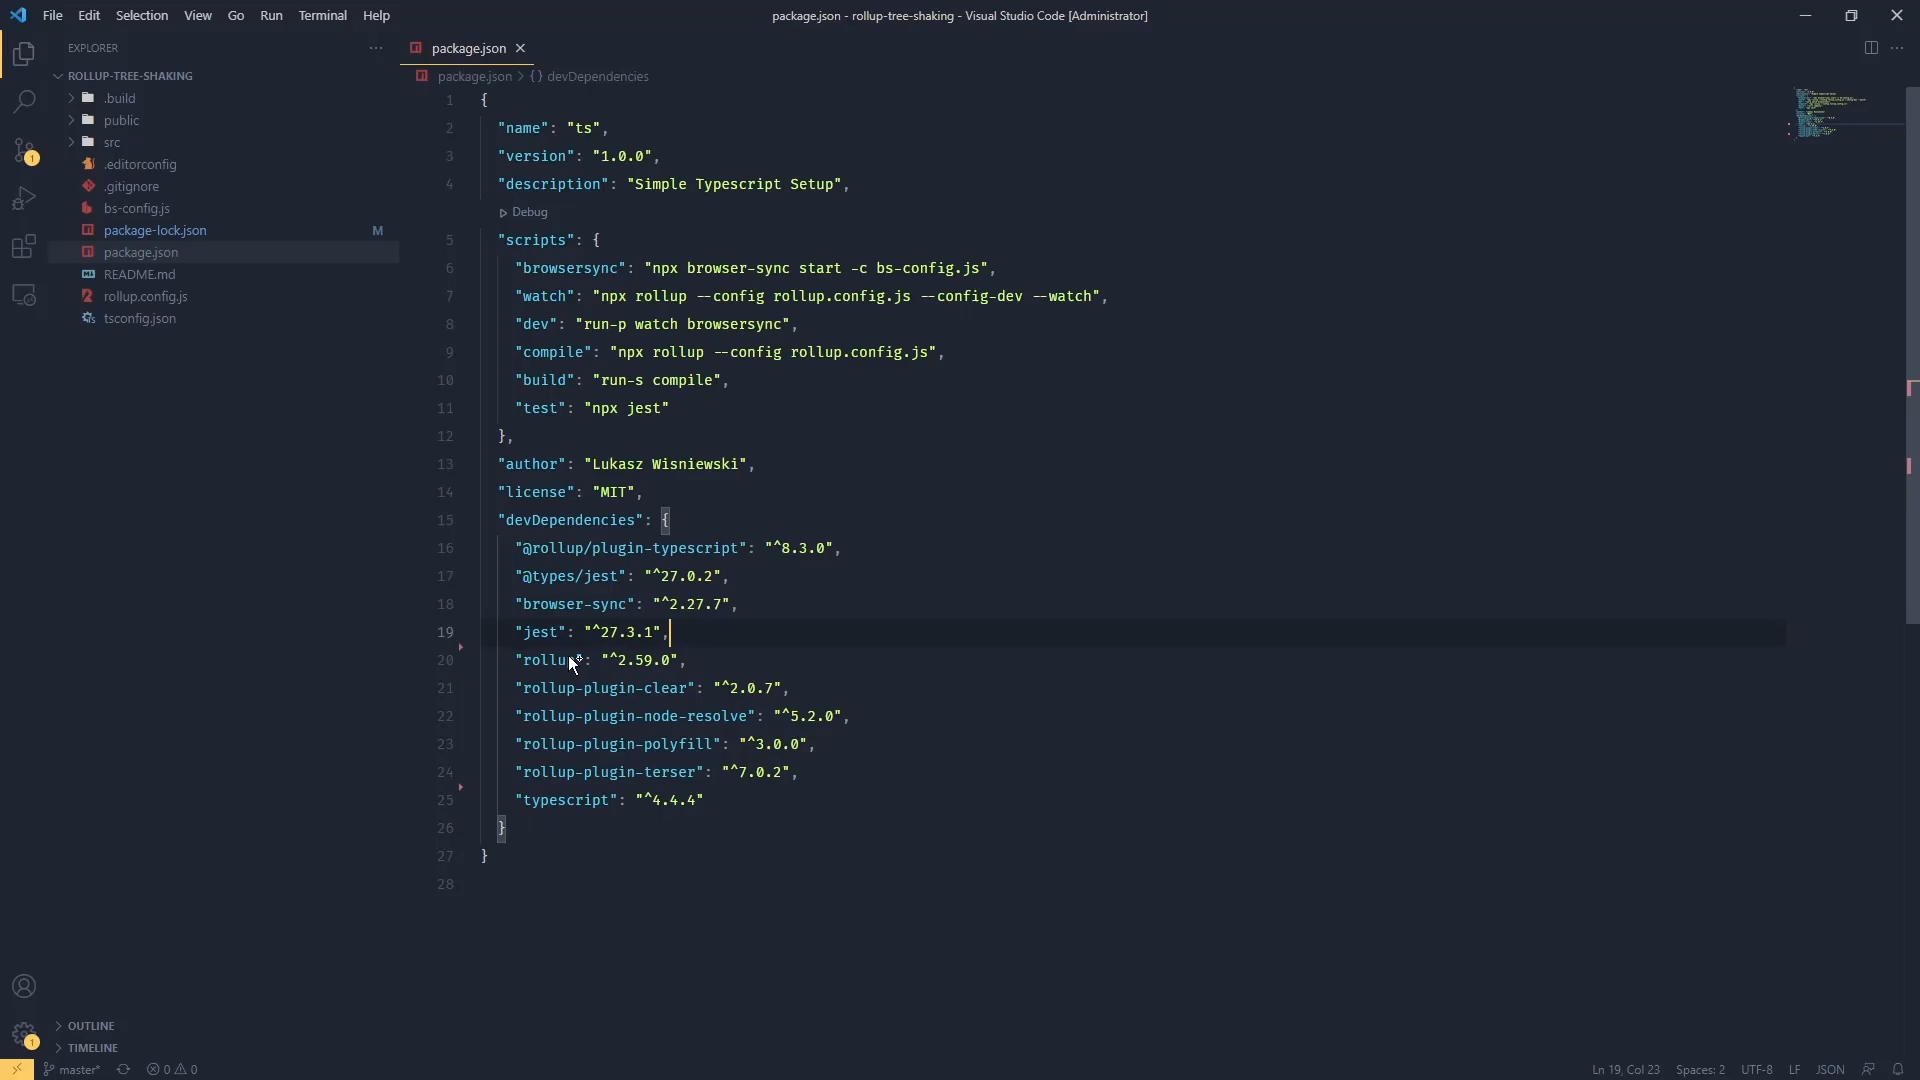 File Edit Selection View Go Run Terminal Help
package.json - rollup-tree-shaking - Visual Studio Code [Administrator]
EXPLORER
ROLLUP-TREE-SHAKING
.build
public
src
.editorconfig
.gitignore
bs-config.js
package-lock.json M
package.json
README.md
rollup.config.js
tsconfig.json
OUTLINE
TIMELINE
1
1
package.json
package.json > {} devDependencies
1 {
2 "name": "ts",
3 "version": "1.0.0",
4 "description": "Simple Typescript Setup",
Debug
5 "scripts": {
6 "browsersync": "npx browser-sync start -c bs-config.js",
7 "watch": "npx rollup --config rollup.config.js --config-dev --watch",
8 "dev": "run-p watch browsersync",
9 "compile": "npx rollup --config rollup.config.js",
10 "build": "run-s compile",
11 "test": "npx jest"
12 },
13 "author": "Lukasz Wisniewski",
14 "license": "MIT",
15 "devDependencies": {
16 "@rollup/plugin-typescript": "^8.3.0",
17 "@types/jest": "^27.0.2",
18 "browser-sync": "^2.27.7",
19 "jest": "^27.3.1",
20 "rollup": "^2.59.0",
21 "rollup-plugin-clear": "^2.0.7",
22 "rollup-plugin-node-resolve": "^5.2.0",
23 "rollup-plugin-polyfill": "^3.0.0",
24 "rollup-plugin-terser": "^7.0.2",
25 "typescript": "^4.4.4"
26 }
27 }
28
master* 0 0 Ln 19, Col 23 Spaces: 2 UTF-8 LF JSON